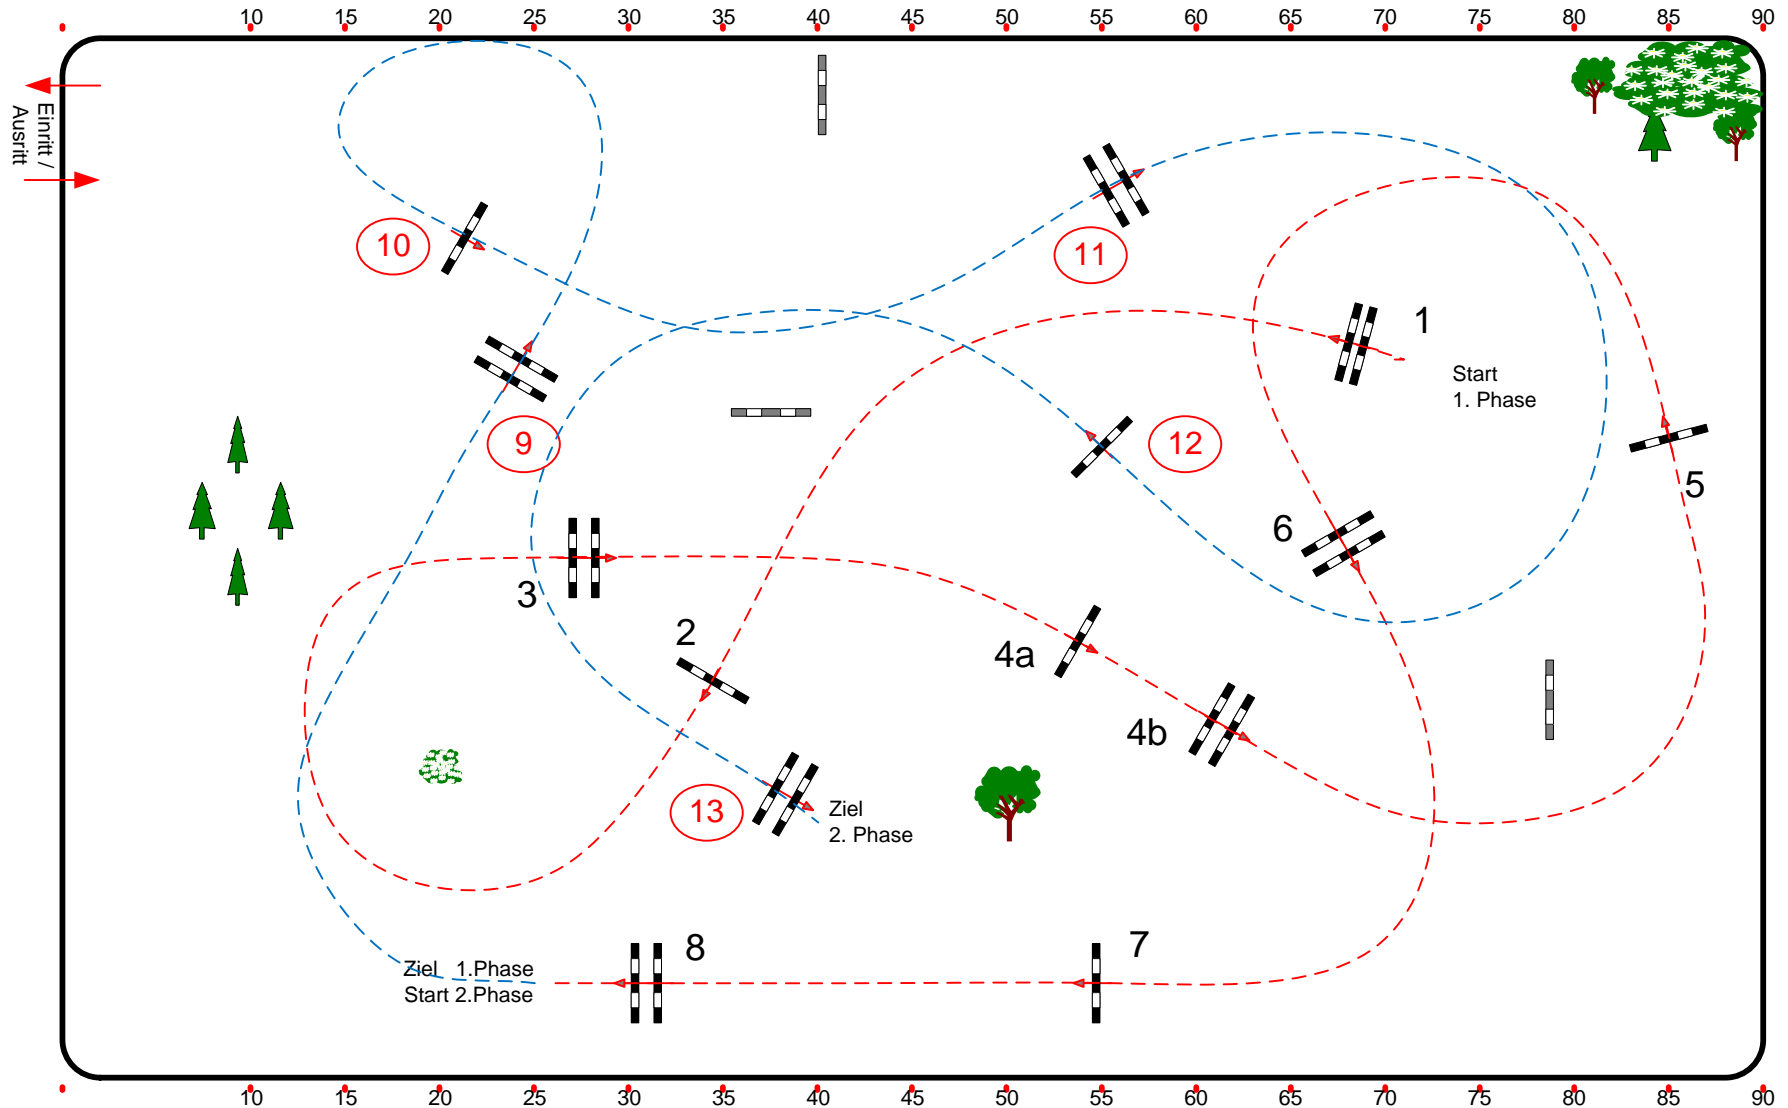 10 15 20 25 30 35 40 45 50 55 60 65 70 75 80 85 90
Einritt /
Ausritt
10
11
1
Start
1. Phase
9
12
5
6
3
2
4a
4b
13
Ziel
2. Phase
8
7
Ziel 1.Phase
Start 2.Phase
10 15 20 25 30 35 40 45 50 55 60 65 70 75 80 85 90